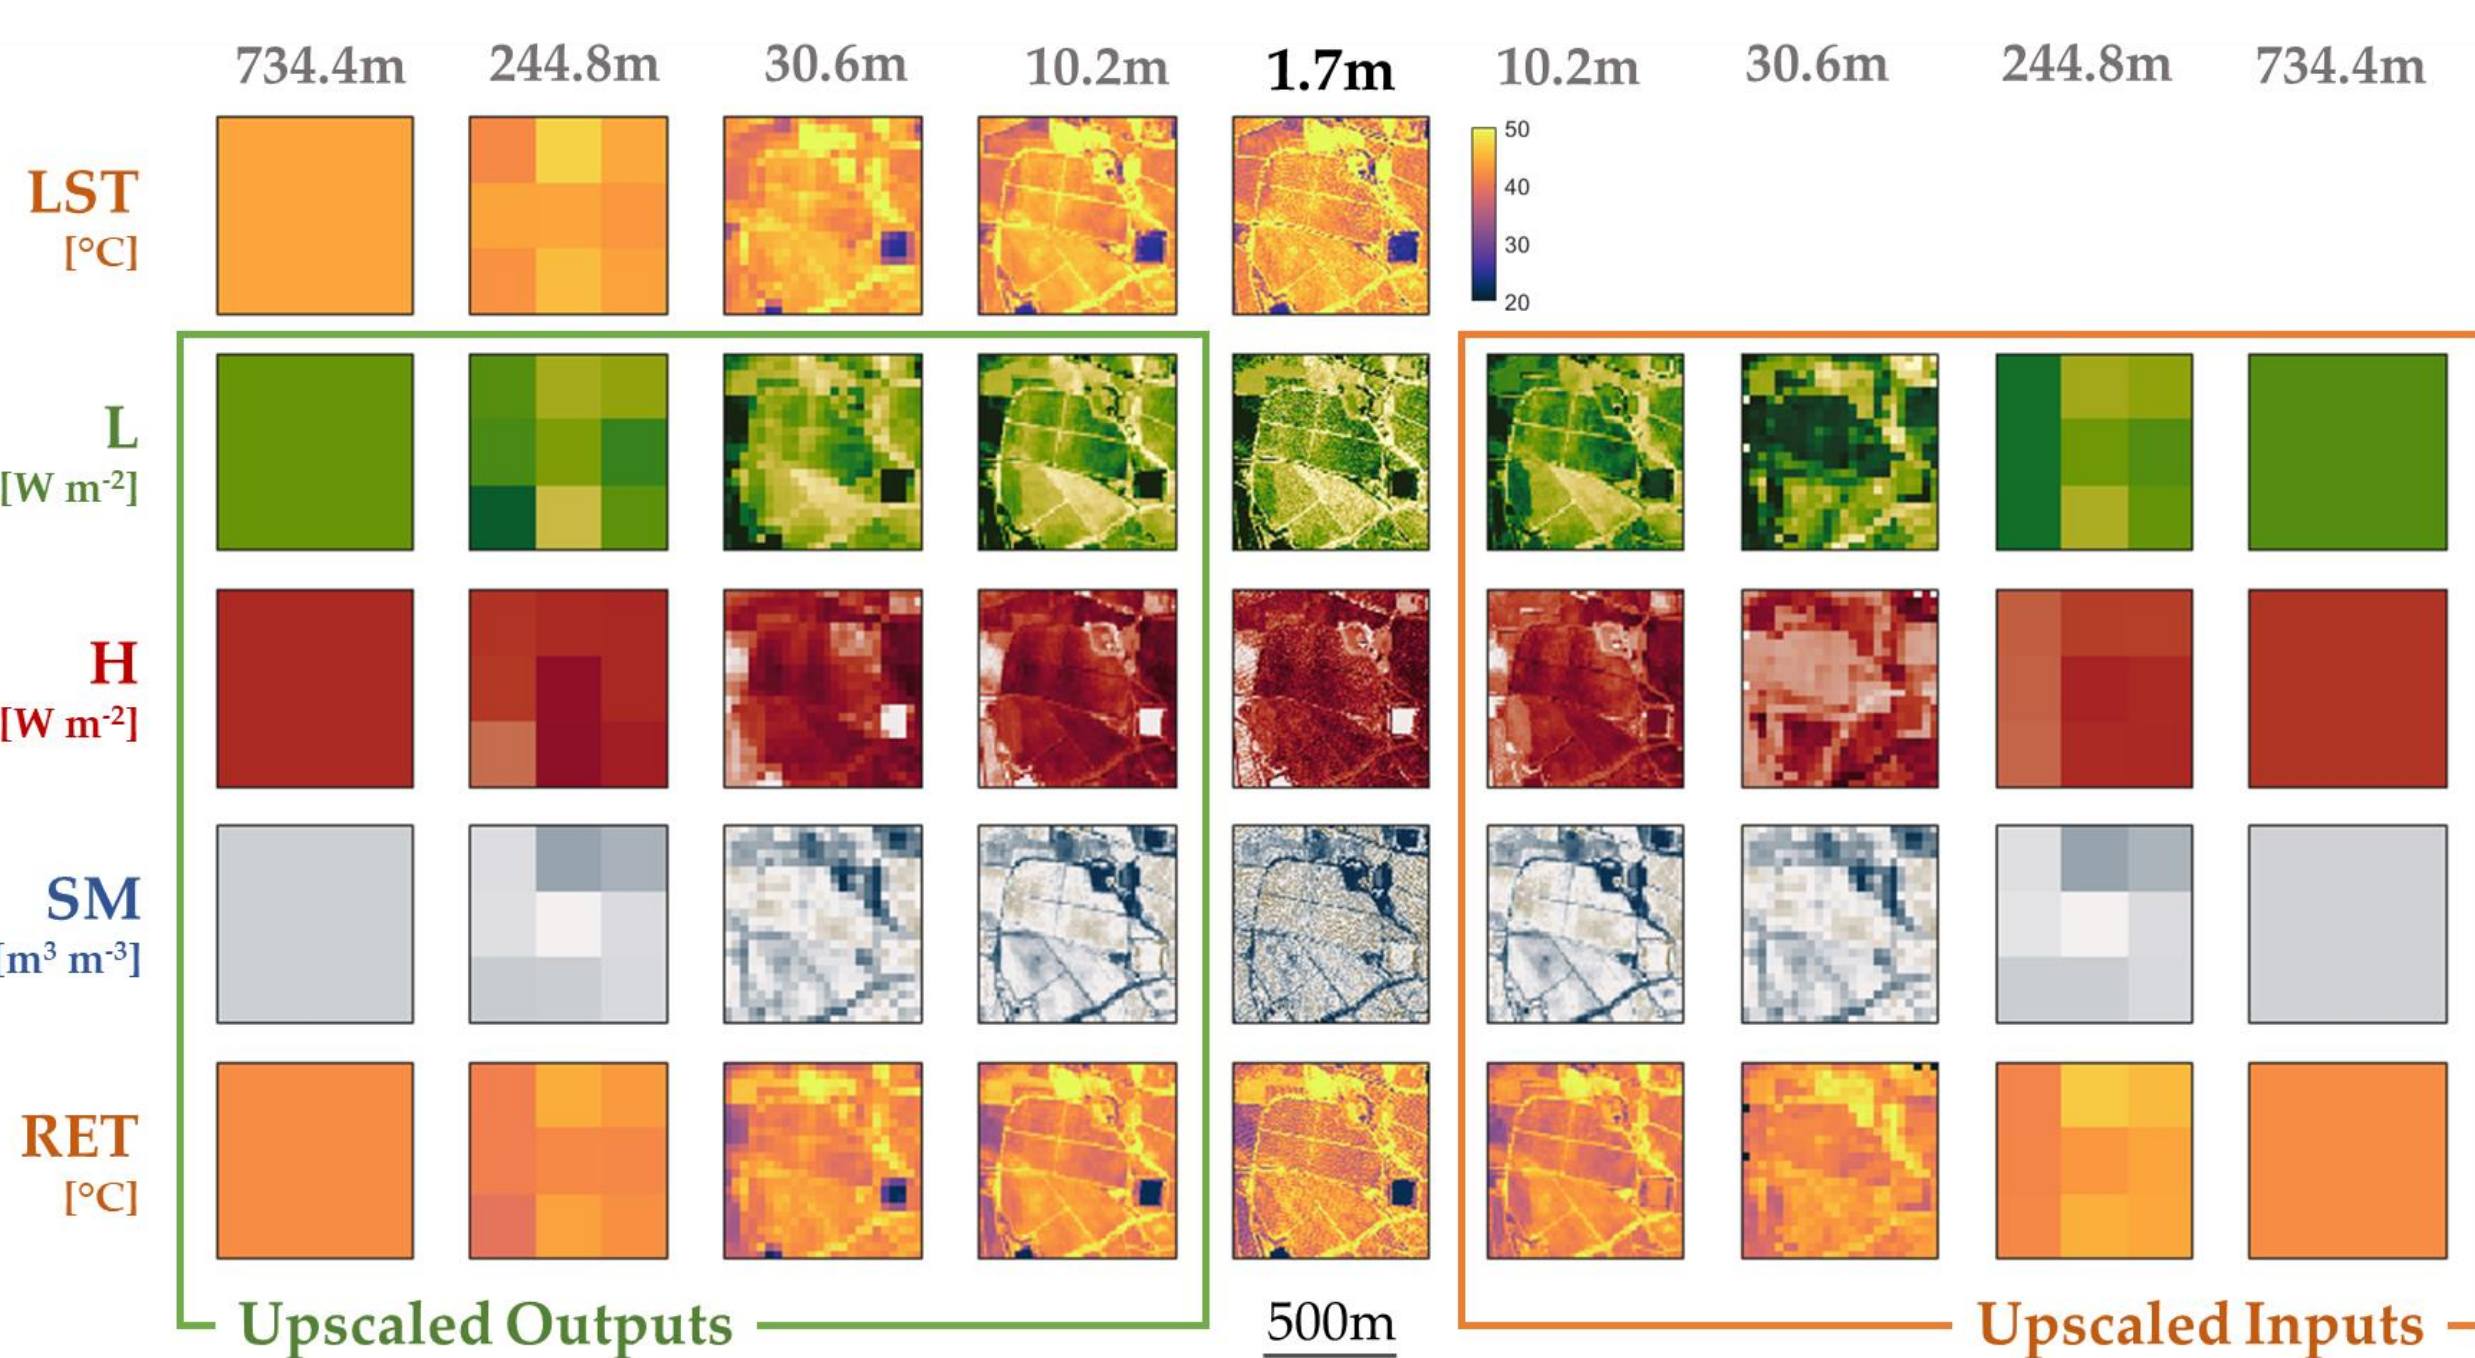 734.4m 244.8m 30.6m 10.2m 1.7m 10.2m 30.6m 244.8m 734.4m
LST
[°C]
50
40
30
20
L
[W m-2]
H
[W m-2]
SM
[m3 m-3]
RET
[°C]
Upscaled Outputs
500m
Upscaled Inputs